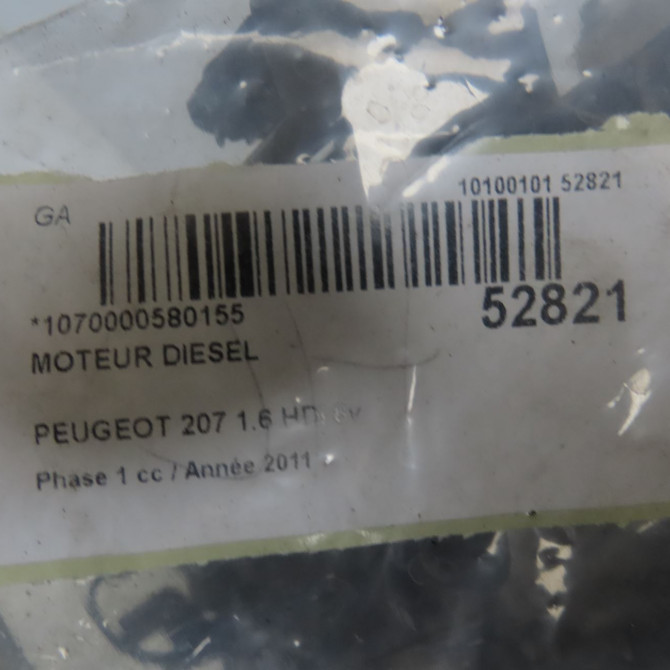 GA
10100101 52821
*1070000580155
52821
MOTEUR DIESEL
PEUGEOT 207 1.6
Phase 1 cc / Année 2011